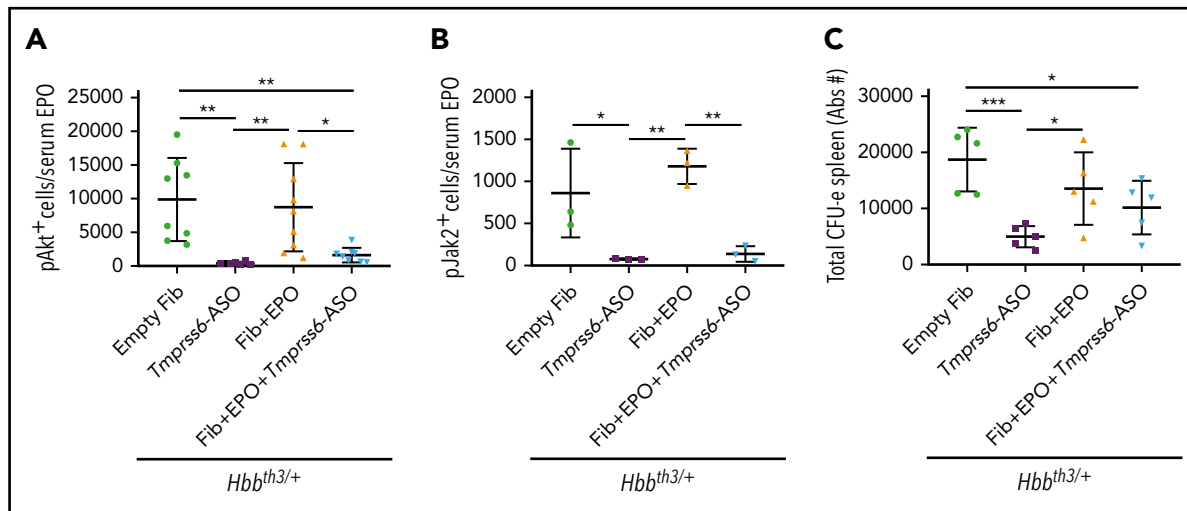 A
pAkt+ cells/serum EPO
25000
20000
15000
10000
5000
0
**
**
**
*
Empty Fib
Tmprss6-ASO
Fib+EPO
Fib+EPO+Tmprss6-ASO
Hbbth3/+
B
pJak2+ cells/serum EPO
2000
1500
1000
500
0
*
**
**
Empty Fib
Tmprss6-ASO
Fib+EPO
Fib+EPO+Tmprss6-ASO
Hbbth3/+
C
Total CFU-e spleen (Abs #)
30000
20000
10000
0
*
***
*
Empty Fib
Tmprss6-ASO
Fib+EPO
Fib+EPO+Tmprss6-ASO
Hbbth3/+